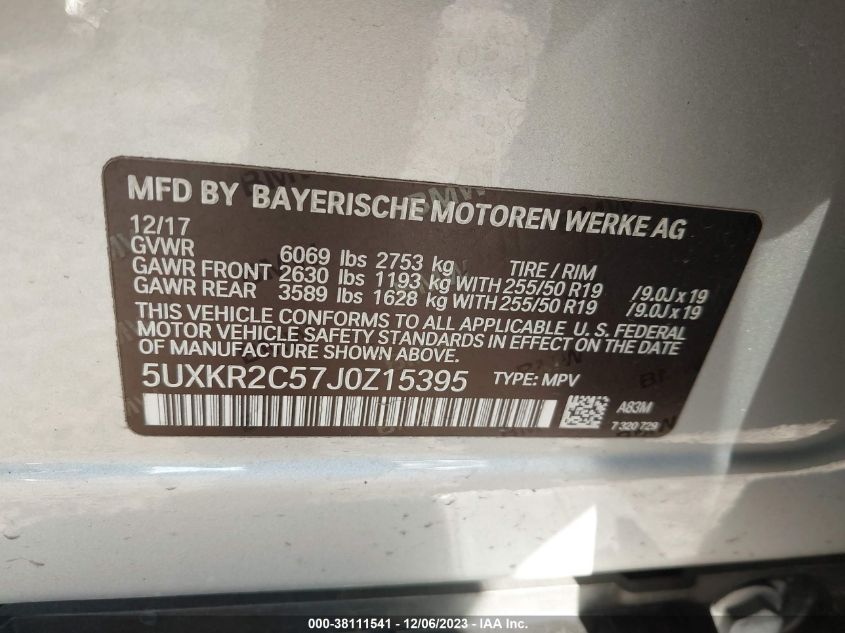 MFD BY BAYERISCHE MOTOREN WERKE AG
12/17
GVWR 6069 lbs 2753 kg TIRE / RIM
GAWR FRONT 2630 lbs 1193 kg WITH 255/50 R19 /9.0J x 19
GAWR REAR 3589 lbs 1628 kg WITH 255/50 R19 /9.0J x 19
THIS VEHICLE CONFORMS TO ALL APPLICABLE U. S. FEDERAL
MOTOR VEHICLE SAFETY STANDARDS IN EFFECT ON THE DATE
OF MANUFACTURE SHOWN ABOVE.
5UXKR2C57J0Z15395 TYPE: MPV
A83M
7 320 729
000-38111541 - 12/06/2023 - IAA Inc.